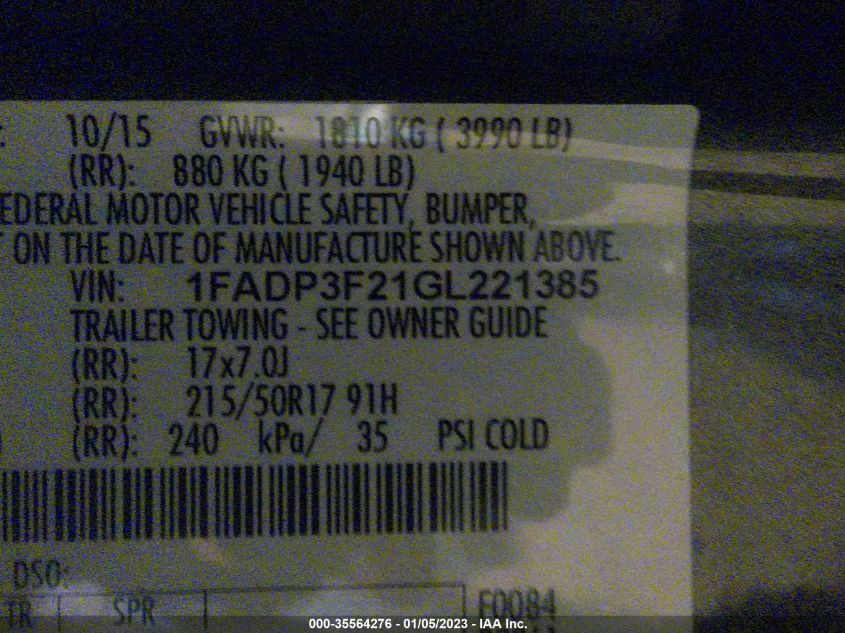 10/15 GVWR: 1810 KG ( 3990 LB)
(RR): 880 KG ( 1940 LB)
EDERAL MOTOR VEHICLE SAFETY, BUMPER,
T ON THE DATE OF MANUFACTURE SHOWN ABOVE.
VIN: 1FADP3F21GL221385
TRAILER TOWING - SEE OWNER GUIDE
(RR): 17x7.0J
(RR): 215/50R17 91H
(RR): 240 kPa/ 35 PSI COLD
DSO:
TR SPR
F0084
000-35564276 - 01/05/2023 - IAA Inc.